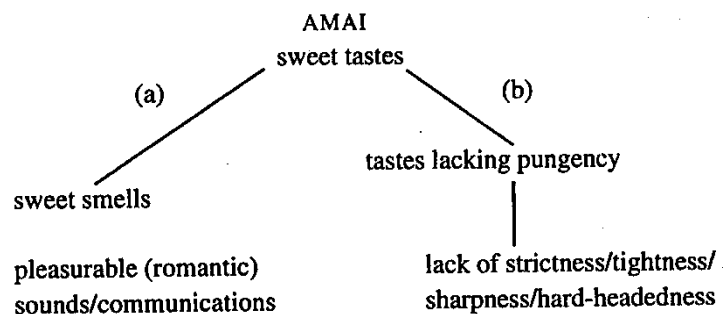 AMAI
sweet tastes
(a)
(b)
tastes lacking pungency
sweet smells
pleasurable (romantic)
sounds/communications
lack of strictness/tightness/
sharpness/hard-headedness